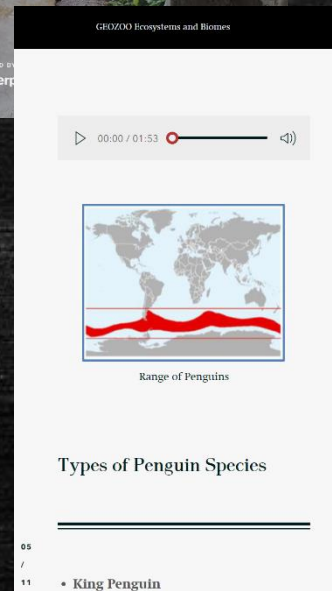 GEOZOO Ecosystems and Biomes
00:00 / 01:53
Range of Penguins
Types of Penguin Species
05
/
11
• King Penguin